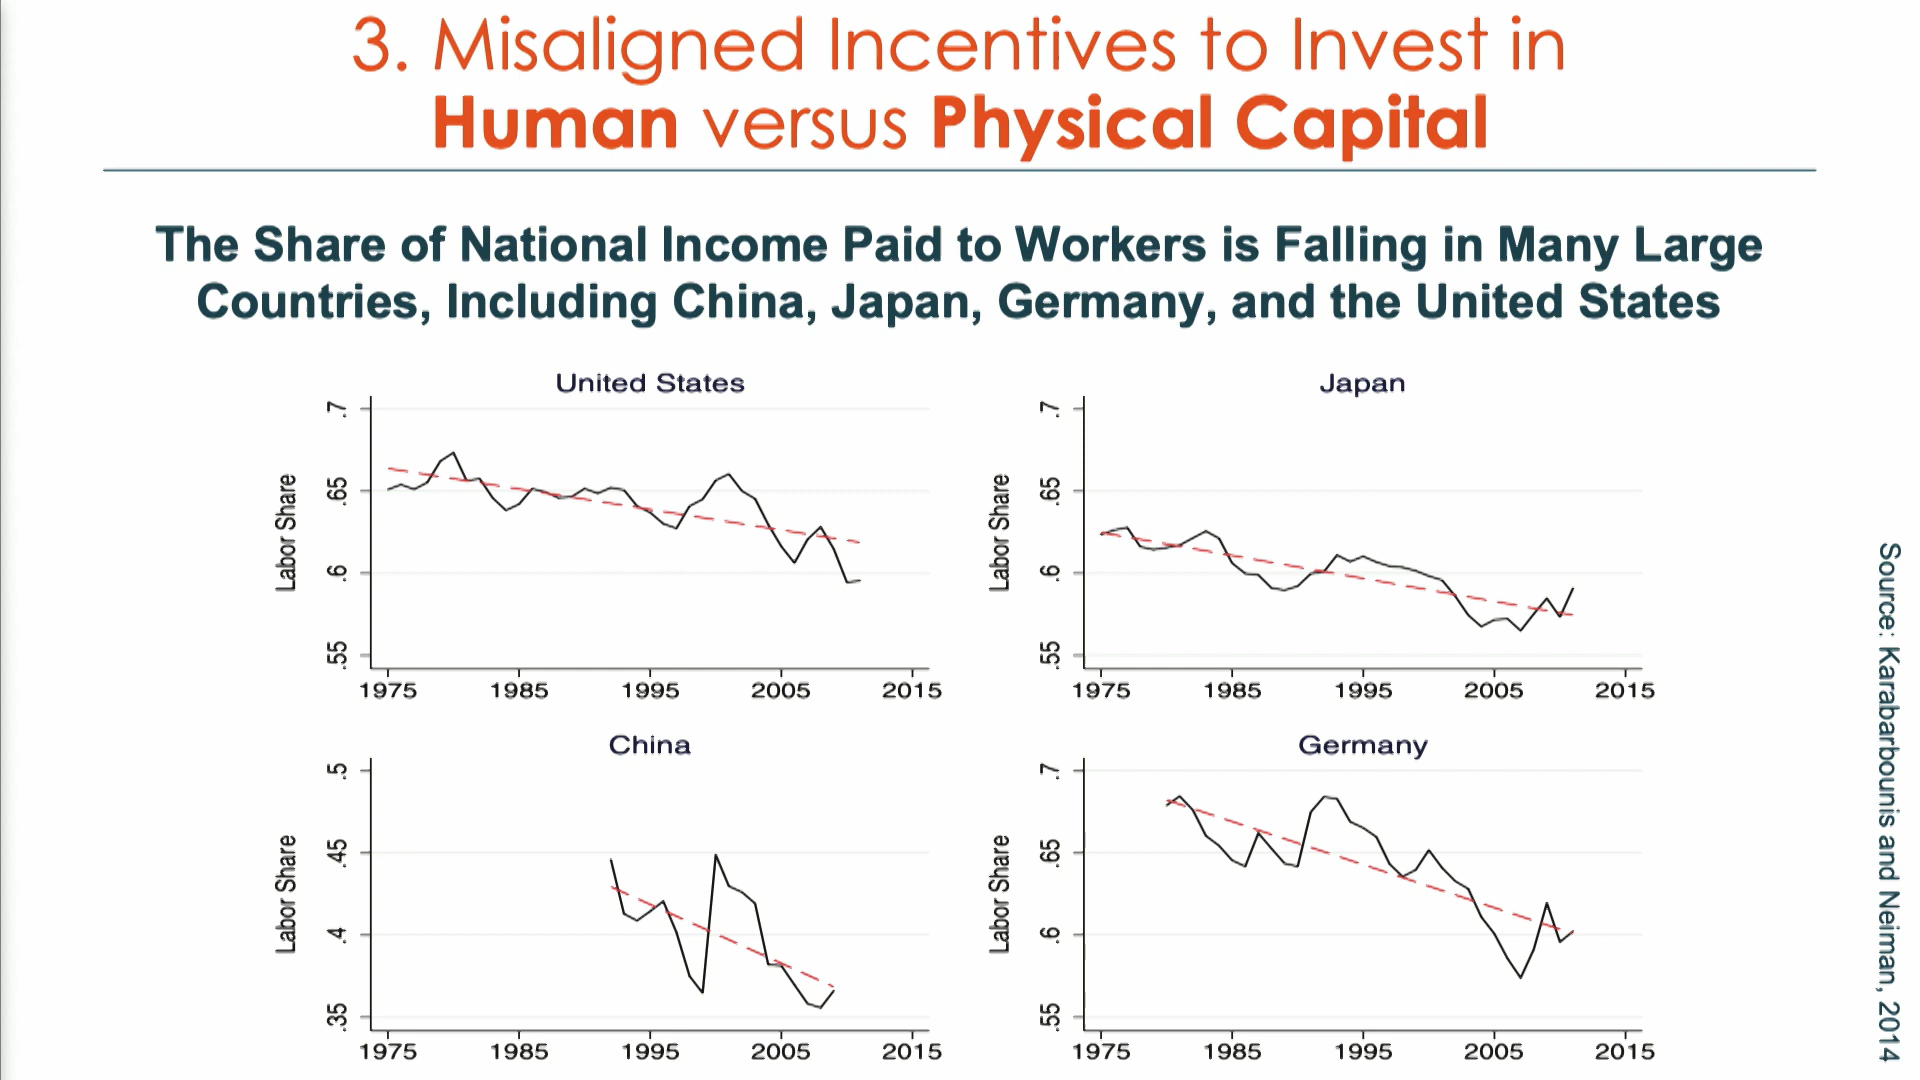 3. Misaligned Incentives to Invest in
Human versus Physical Capital
The Share of National Income Paid to Workers is Falling in Many Large
Countries, Including China, Japan, Germany, and the United States
United States
Labor Share
.7
.65
.6
.55
1975 1985 1995 2005 2015
Japan
Labor Share
.7
.65
.6
.55
1975 1985 1995 2005 2015
China
Labor Share
.5
.45
.4
.35
1975 1985 1995 2005 2015
Germany
Labor Share
.7
.65
.6
.55
1975 1985 1995 2005 2015
Source: Karabarbounis and Neiman, 2014